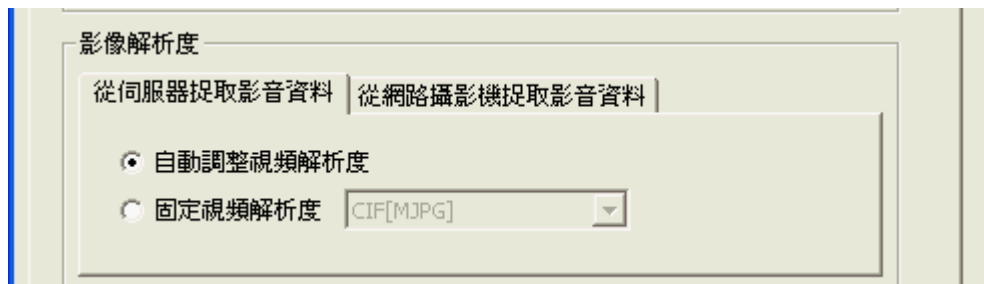 影像解析度
從伺服器捉取影音資料 從網路攝影機捉取影音資料
自動調整視頻解析度
固定視頻解析度 CIF[MJPG]